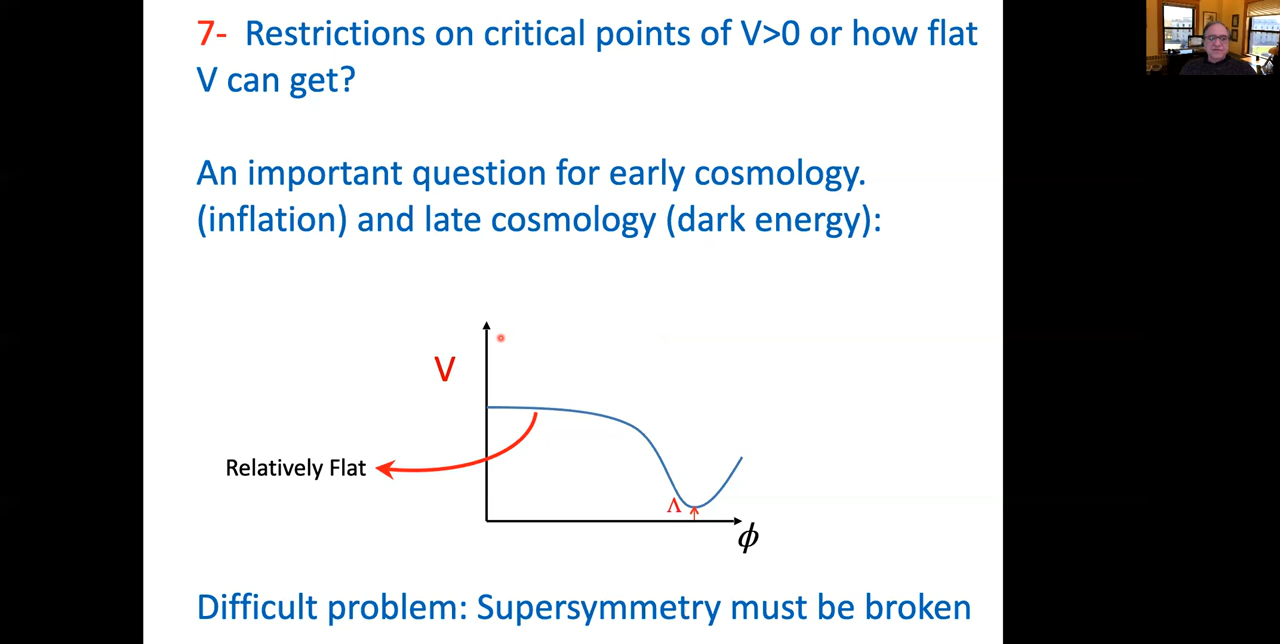 7- Restrictions on critical points of V>0 or how flat
V can get?
An important question for early cosmology.
(inflation) and late cosmology (dark energy):
V
Relatively Flat
Λ
ϕ
Difficult problem: Supersymmetry must be broken